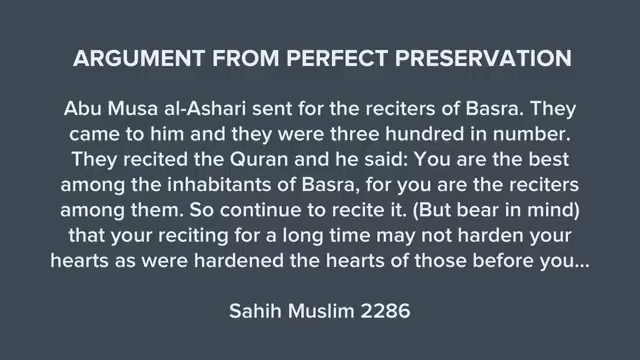 ARGUMENT FROM PERFECT PRESERVATION
Abu Musa al-Ashari sent for the reciters of Basra. They
came to him and they were three hundred in number.
They recited the Quran and he said: You are the best
among the inhabitants of Basra, for you are the reciters
among them. So continue to recite it. (But bear in mind)
that your reciting for a long time may not harden your
hearts as were hardened the hearts of those before you...
Sahih Muslim 2286